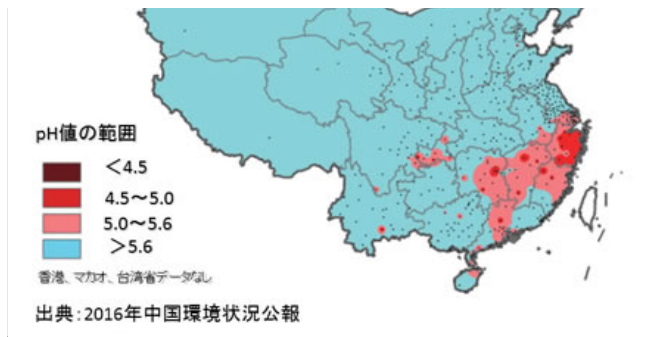 pH値の範囲
＜4.5
4.5～5.0
5.0～5.6
＞5.6
香港、マカオ、台湾省データなし
出典：2016年中国環境状況公報